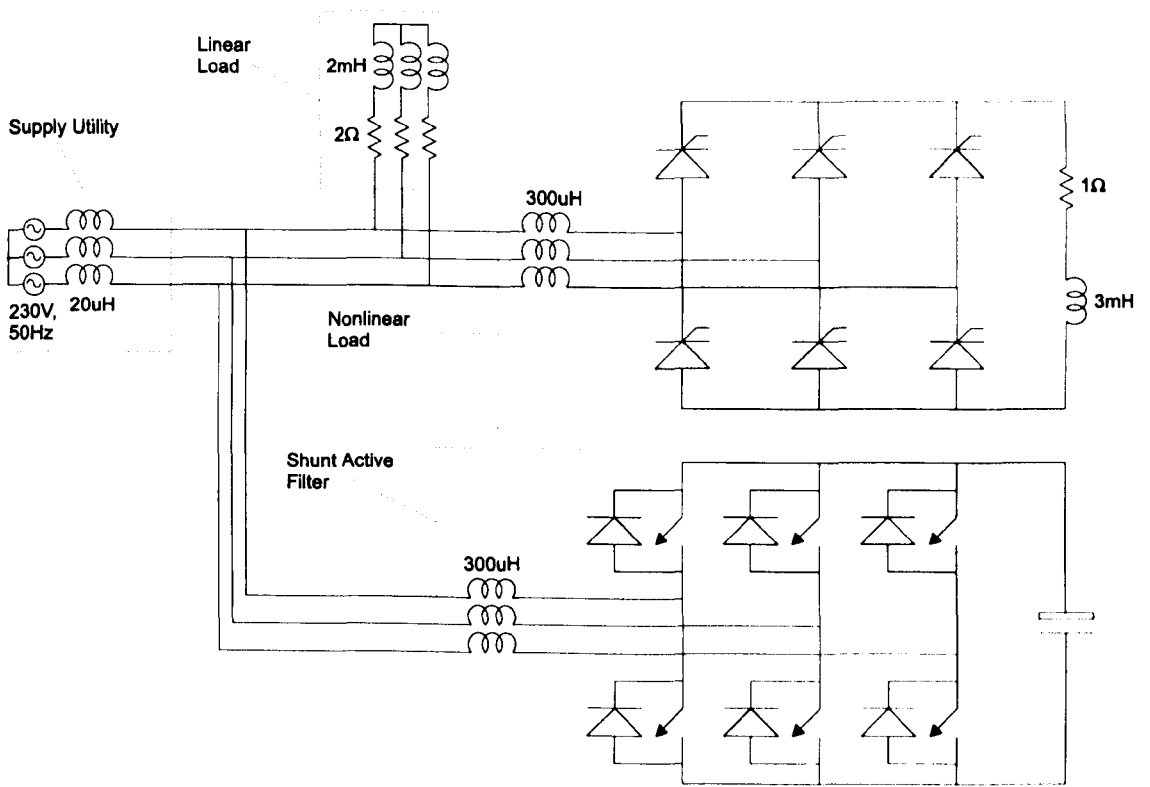 Linear
Load
2mH
Supply Utility
2Ω
300uH
1Ω
230V,
50Hz
20uH
3mH
Nonlinear
Load
Shunt Active
Filter
300uH